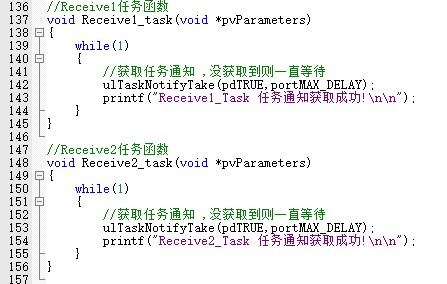 136 //Receive1任务函数
137 void Receive1_task(void *pvParameters)
138 {
139 while(1)
140 {
141 //获取任务通知 ,没获取到则一直等待
142 ulTaskNotifyTake(pdTRUE,portMAX_DELAY);
143 printf("Receive1_Task 任务通知获取成功!\n\n");
144 }
145 }
146
147 //Receive2任务函数
148 void Receive2_task(void *pvParameters)
149 {
150 while(1)
151 {
152 //获取任务通知 ,没获取到则一直等待
153 ulTaskNotifyTake(pdTRUE,portMAX_DELAY);
154 printf("Receive2_Task 任务通知获取成功!\n\n");
155 }
156 }
157